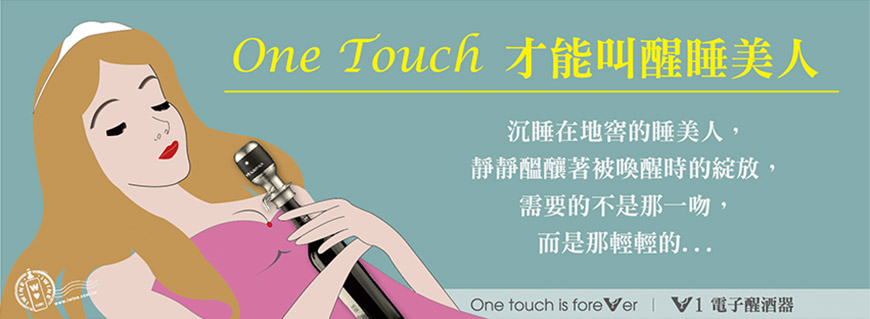 One Touch 才能叫醒睡美人
沉睡在地窖的睡美人，
靜靜醞釀著被喚醒時的綻放，
需要的不是那一吻，
而是那輕輕的...
One touch is foreVer | V1 電子醒酒器